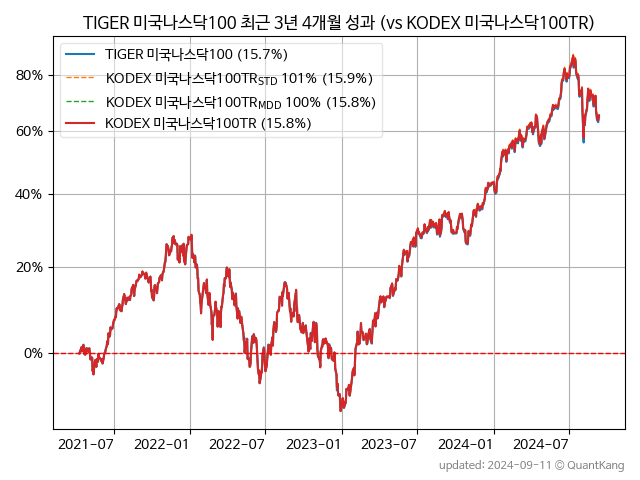 TIGER 미국나스닥100 최근 3년 4개월 성과 (vs KODEX 미국나스닥100TR)
TIGER 미국나스닥100 (15.7%)
KODEX 미국나스닥100TRSTD 101% (15.9%)
KODEX 미국나스닥100TRMDD 100% (15.8%)
KODEX 미국나스닥100TR (15.8%)
80%
60%
40%
20%
0%
2021-07 2022-01 2022-07 2023-01 2023-07 2024-01 2024-07
updated: 2024-09-11 © QuantKang